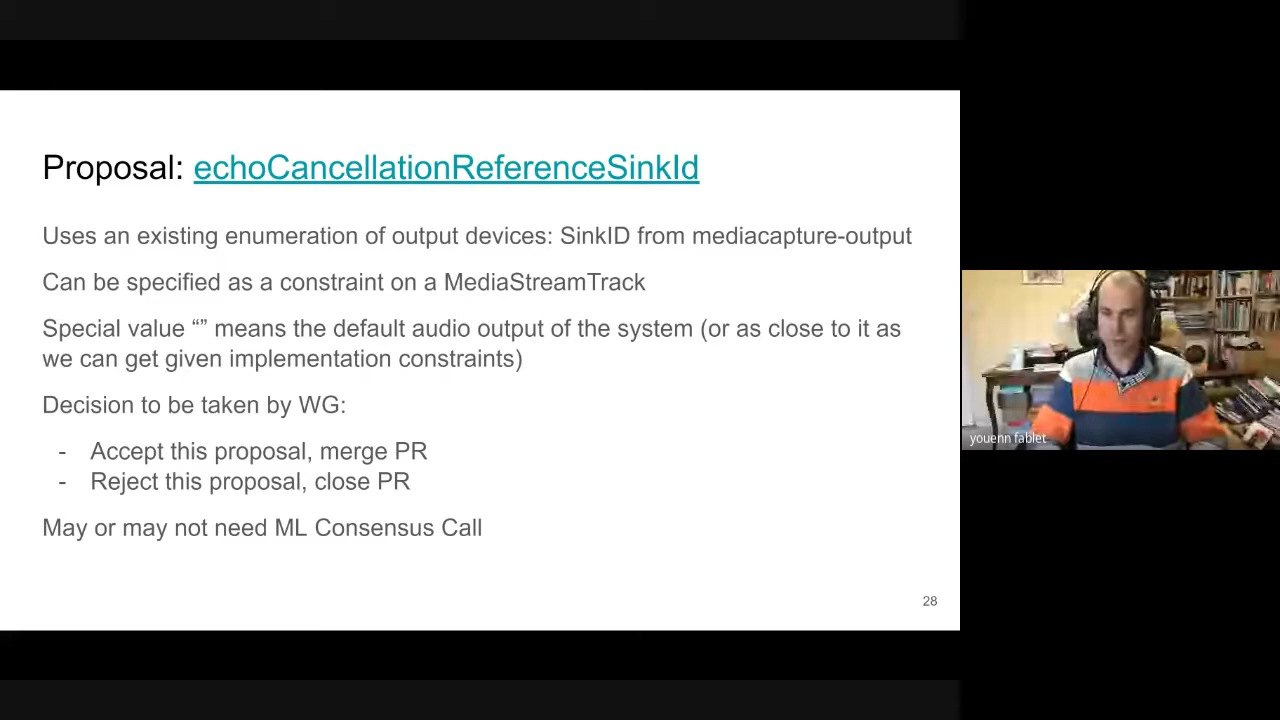 Proposal: echoCancellationReferenceSinkId
Uses an existing enumeration of output devices: SinkID from mediacapture-output
Can be specified as a constraint on a MediaStreamTrack
Special value “” means the default audio output of the system (or as close to it as
we can get given implementation constraints)
Decision to be taken by WG:
- Accept this proposal, merge PR
- Reject this proposal, close PR
May or may not need ML Consensus Call
28
youenn fablet